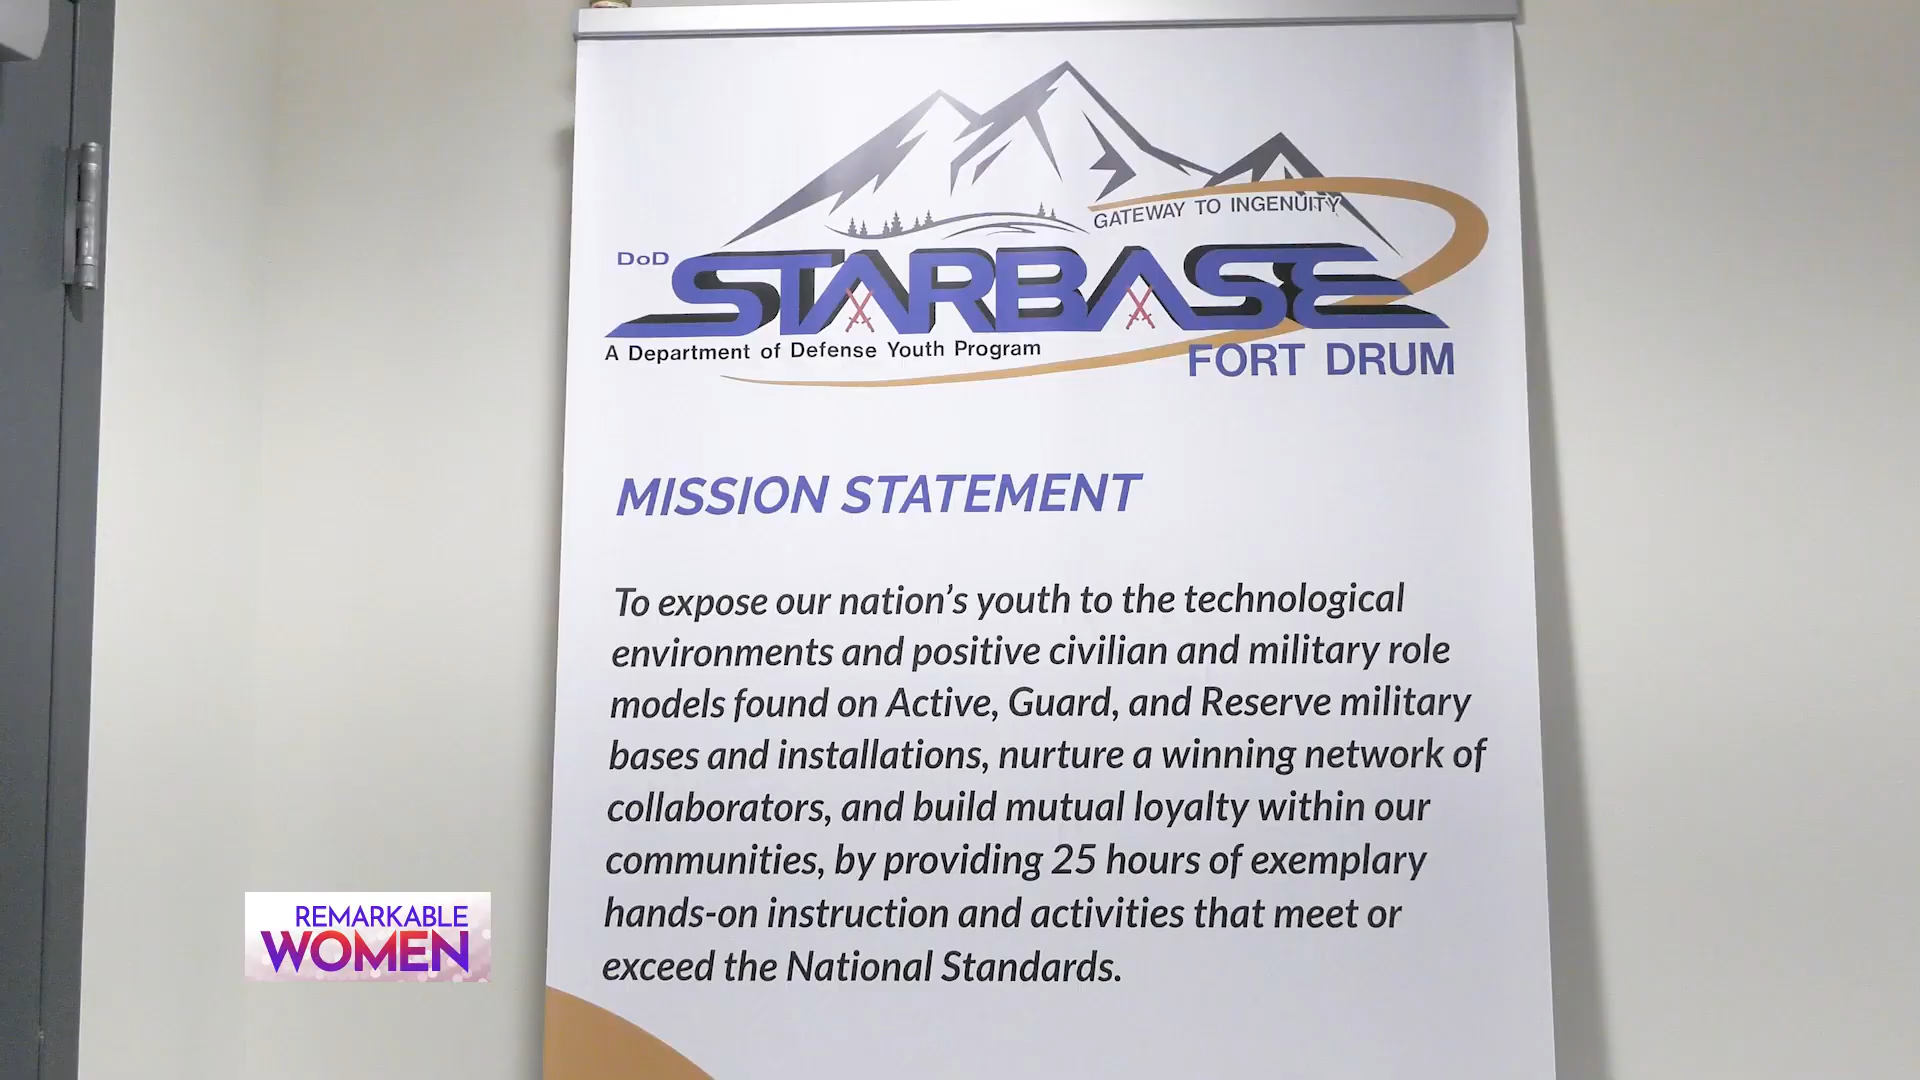 GATEWAY TO INGENUITY
DoD
STARBASE
A Department of Defense Youth Program
FORT DRUM
MISSION STATEMENT
To expose our nation’s youth to the technological
environments and positive civilian and military role
models found on Active, Guard, and Reserve military
bases and installations, nurture a winning network of
collaborators, and build mutual loyalty within our
communities, by providing 25 hours of exemplary
hands-on instruction and activities that meet or
exceed the National Standards.
REMARKABLE
WOMEN